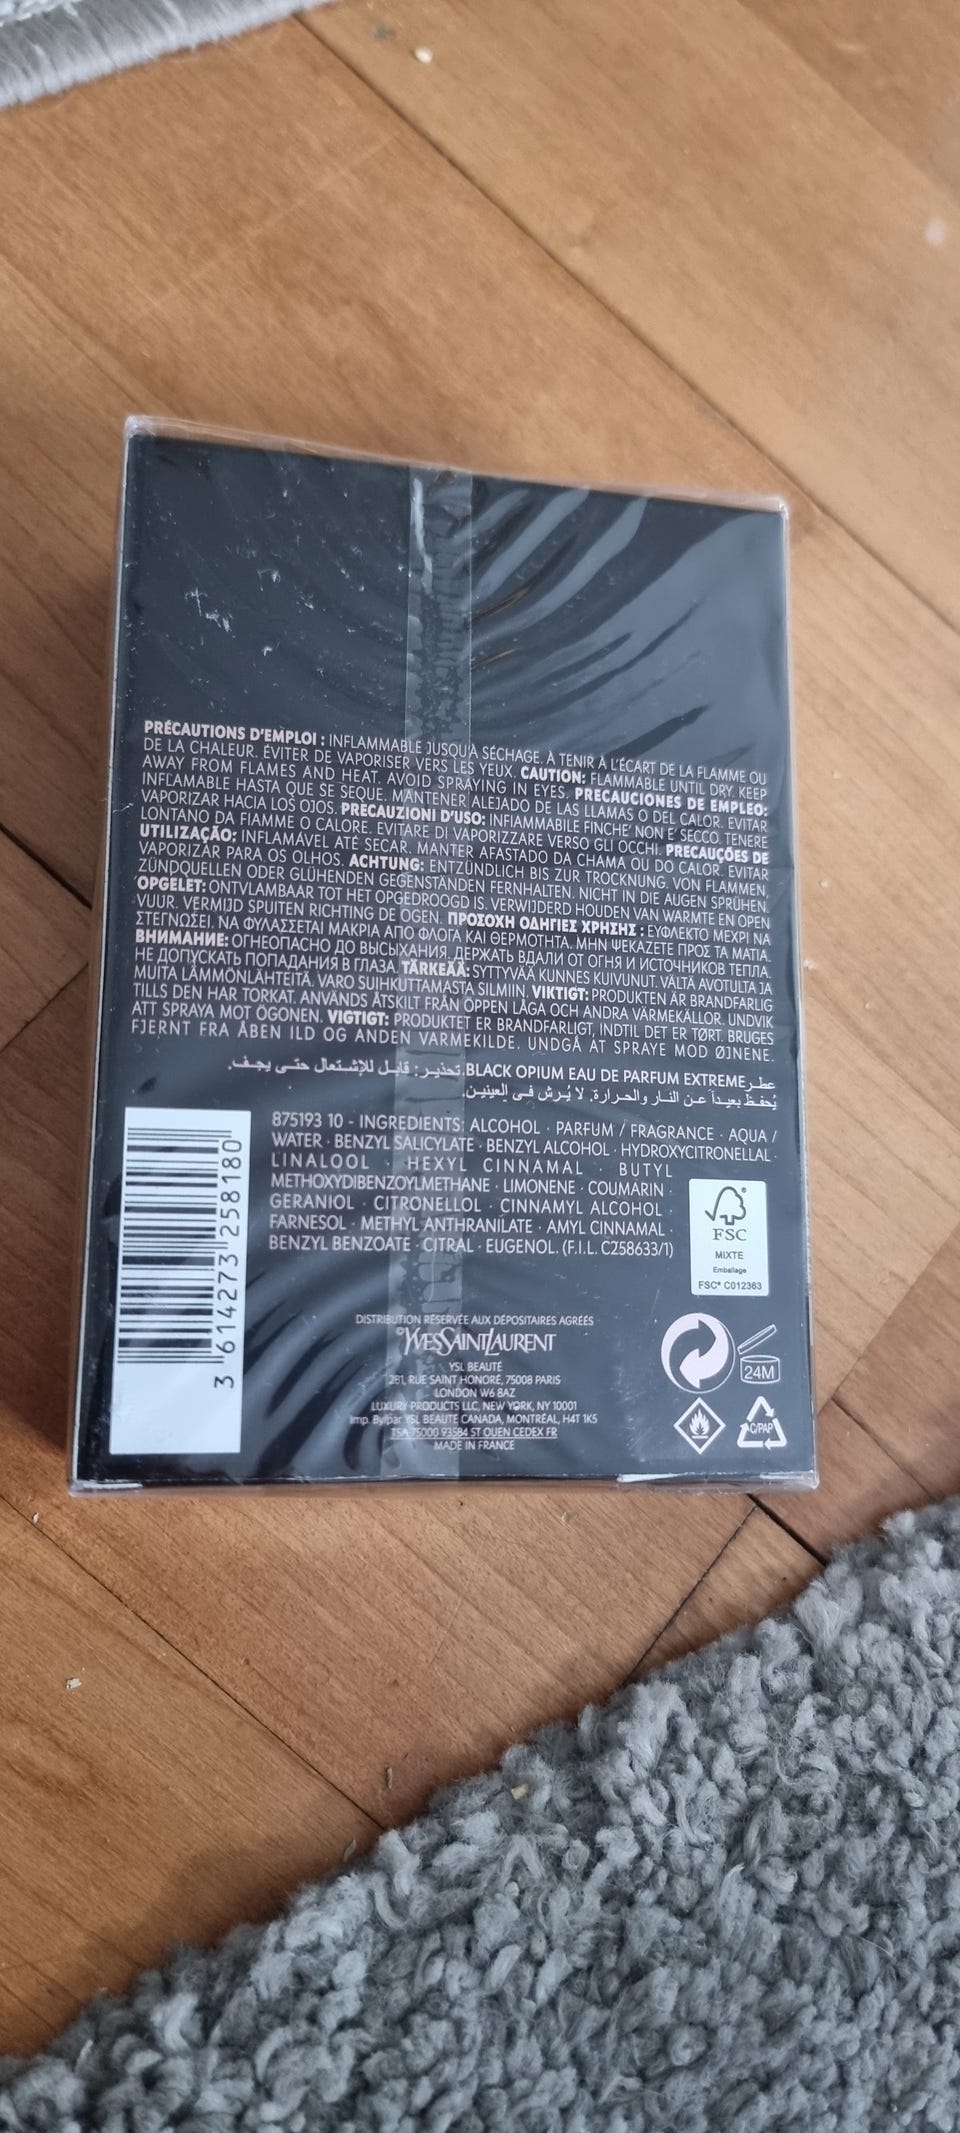 PRÉCAUTIONS D'EMPLOI : INFLAMMABLE JUSQU'À SÉCHAGE. À TENIR À L'ÉCART DE LA FLAMME OU
DE LA CHALEUR. ÉVITER DE VAPORISER VERS LES YEUX. CAUTION: FLAMMABLE UNTIL DRY. KEEP
AWAY FROM FLAMES AND HEAT. AVOID SPRAYING IN EYES. PRECAUCIONES DE EMPLEO:
INFLAMABLE HASTA QUE SE SEQUE. MANTENER ALEJADO DE LAS LLAMAS O DEL CALOR. EVITAR
VAPORIZAR HACIA LOS OJOS. PRECAUZIONI D'USO: INFIAMMABILE FINCHE' NON E' SECCO. TENERE
LONTANO DA FIAMME O CALORE. EVITARE DI VAPORIZZARE VERSO GLI OCCHI. PRECAUÇÕES DE
UTILIZAÇÃO: INFLAMÁVEL ATÉ SECAR. MANTER AFASTADO DA CHAMA OU DO CALOR. EVITAR
VAPORIZAR PARA OS OLHOS. ACHTUNG: ENTZÜNDLICH BIS ZUR TROCKNUNG. VON FLAMMEN,
ZÜNDQUELLEN ODER GLÜHENDEN GEGENSTÄNDEN FERNHALTEN. NICHT IN DIE AUGEN SPRÜHEN.
OPGELET: ONTVLAMBAAR TOT HET OPGEDROOGD IS. VERWIJDERD HOUDEN VAN WARMTE EN OPEN
VUUR. VERMIJD SPUITEN RICHTING DE OGEN. ΠΡΟΣΟΧΗ ΟΔΗΓΙΕΣ ΧΡΗΣΗΣ : ΕΥΦΛΕΚΤΟ ΜΕΧΡΙ ΝΑ
ΣΤΕΓΝΩΣΕΙ. ΝΑ ΦΥΛΑΣΣΕΤΑΙ ΜΑΚΡΙΑ ΑΠΟ ΦΛΟΓΑ ΚΑΙ ΘΕΡΜΟΤΗΤΑ. ΜΗΝ ΨΕΚΑΖΕΤΕ ΠΡΟΣ ΤΑ ΜΑΤΙΑ.
ВНИМАНИЕ: ОГНЕОПАСНО ДО ВЫСЫХАНИЯ. ДЕРЖАТЬ ВДАЛИ ОТ ОГНЯ И ИСТОЧНИКОВ ТЕПЛА.
НЕ ДОПУСКАТЬ ПОПАДАНИЯ В ГЛАЗА. TÄRKEÄÄ: SYTTYVÄÄ KUNNES KUIVUNUT. VÄLTÄ AVOTULTA JA
MUITA LÄMMÖNLÄHTEITÄ. VARO SUIHKUTTAMASTA SILMIIN. VIKTIGT: PRODUKTEN ÄR BRANDFARLIG
TILLS DEN HAR TORKAT. ANVÄNDS ÅTSKILT FRÅN ÖPPEN LÅGA OCH ANDRA VÄRMEKÄLLOR. UNDVIK
ATT SPRAYA MOT ÖGONEN. VIGTIGT: PRODUKTET ER BRANDFARLIGT, INDTIL DET ER TØRT. BRUGES
FJERNT FRA ÅBEN ILD OG ANDEN VARMEKILDE. UNDGÅ AT SPRAYE MOD ØJNENE.
عطر BLACK OPIUM EAU DE PARFUM EXTREME. تحذير: قابل للإشتعال حتى يجف.
يُحفظ بعيداً عن النار والحرارة. لا يُرش في العينين.
875193 10 - INGREDIENTS: ALCOHOL · PARFUM / FRAGRANCE · AQUA /
WATER · BENZYL SALICYLATE · BENZYL ALCOHOL · HYDROXYCITRONELLAL ·
LINALOOL · HEXYL CINNAMAL · BUTYL
METHOXYDIBENZOYLMETHANE · LIMONENE · COUMARIN ·
GERANIOL · CITRONELLOL · CINNAMYL ALCOHOL ·
FARNESOL · METHYL ANTHRANILATE · AMYL CINNAMAL ·
BENZYL BENZOATE · CITRAL · EUGENOL. (F.I.L. C258633/1)
3 614273 258180
FSC
MIXTE
Emballage
FSC® C012363
DISTRIBUTION RÉSERVÉE AUX DÉPOSITAIRES AGRÉÉS
©YVESSAINTLAURENT
YSL BEAUTÉ
281, RUE SAINT HONORÉ, 75008 PARIS
LONDON W6 8AZ
LUXURY PRODUCTS LLC, NEW YORK, NY 10001
Imp. By/par YSL BEAUTÉ CANADA, MONTRÉAL, H4T 1K5
TSA 75000 93584 ST OUEN CEDEX FR
MADE IN FRANCE
24M
C/PAP